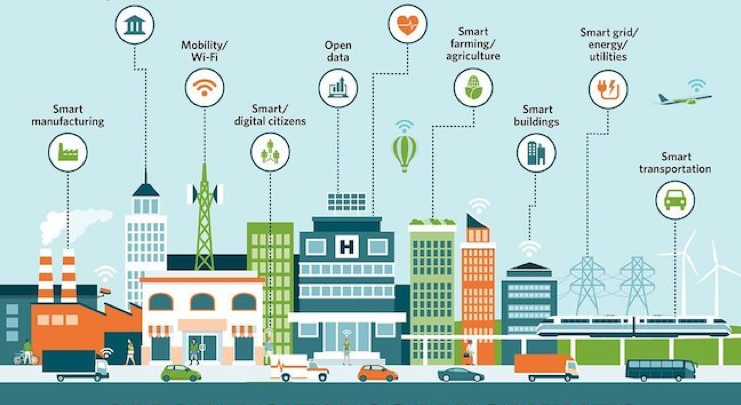 Mobility/
Wi-Fi
Open
data
Smart
farming/
agriculture
Smart grid/
energy/
utilities
Smart
manufacturing
Smart/
digital citizens
Smart
buildings
Smart
transportation
H